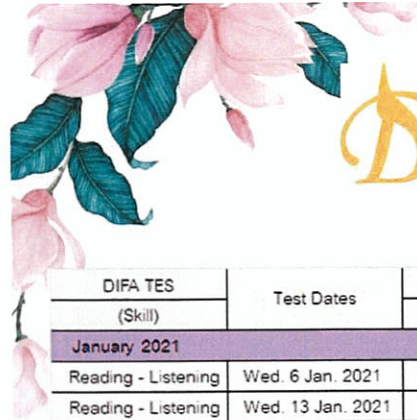 D
DIFA TES
(Skill)
Test Dates
January 2021
Reading - Listening Wed. 6 Jan. 2021
Reading - Listening Wed. 13 Jan. 2021